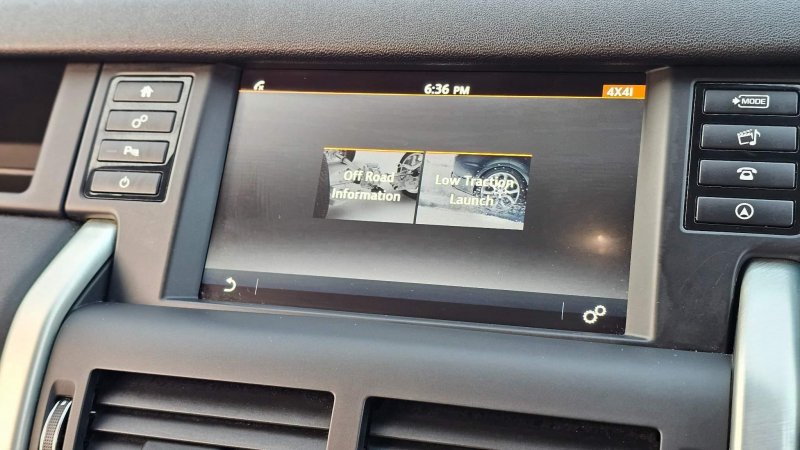 6:36 PM
4X4I
MODE
Off Road
Information
Low Traction
Launch
P